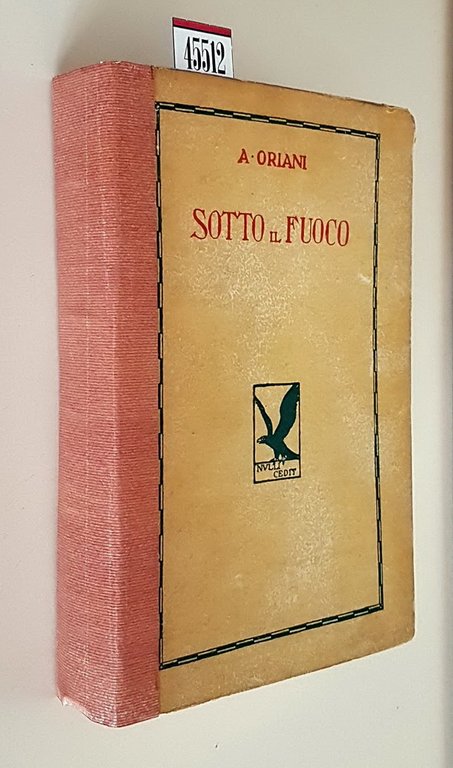 45512
A · ORIANI
SOTTO IL FUOCO
NVLLI
CEDIT